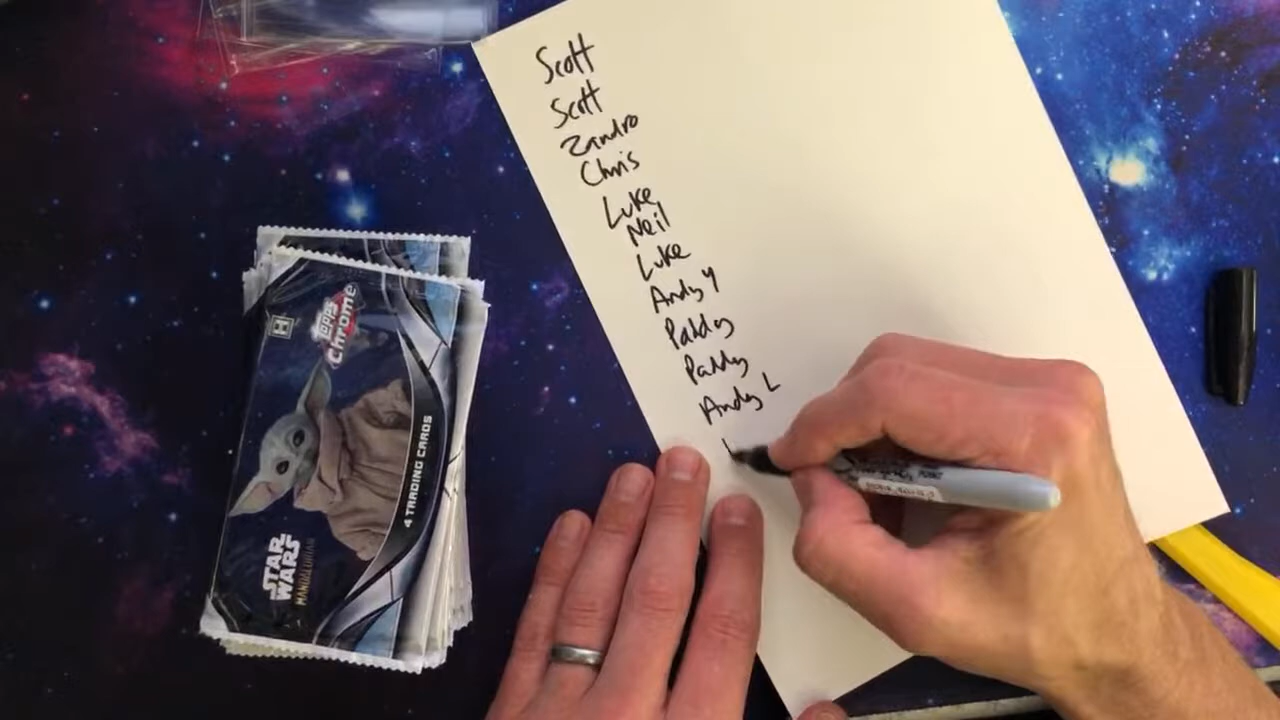 Scott
Scott
Zandro
Chris
Luke
Neil
Luke
Andy Y
Paddy
Paddy
Andy L
H
Topps
Chrome
4 TRADING CARDS
STAR
WARS
MANDALORIAN